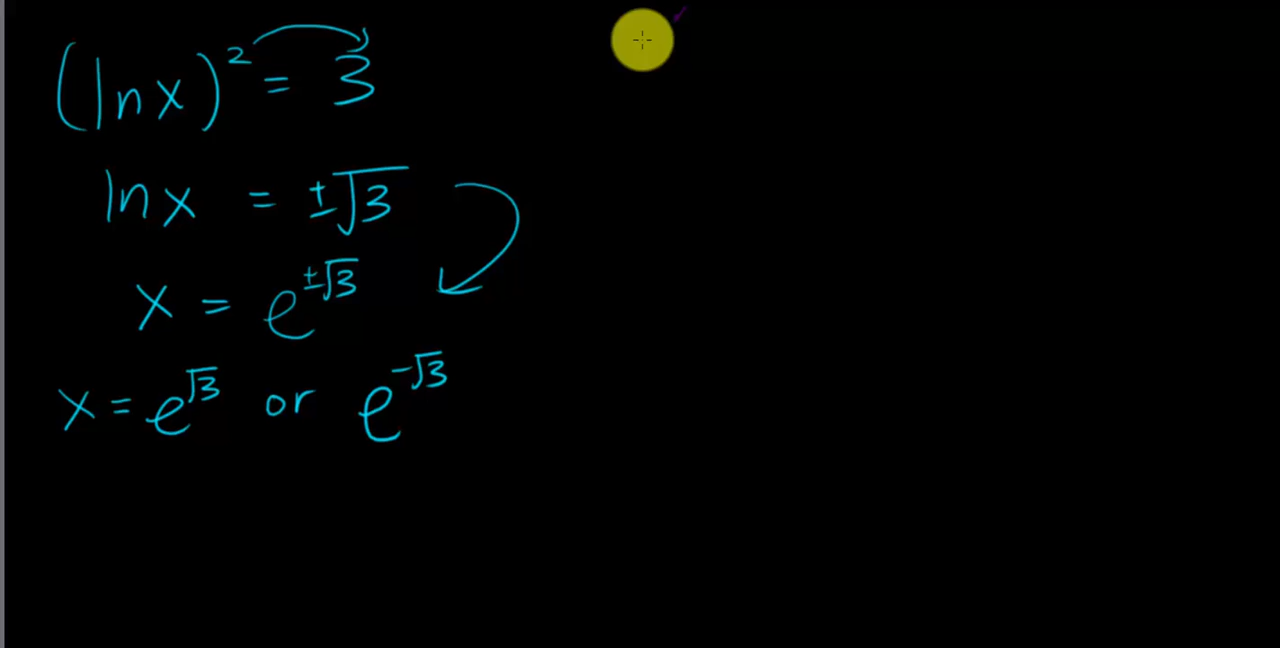 (ln x)² = 3
ln x = ±√3
x = e^±√3
x = e^√3 or e^-√3